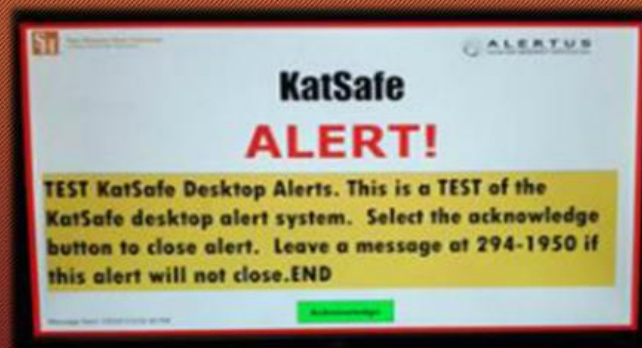 ALERTUS
KatSafe
ALERT!
TEST KatSafe Desktop Alerts. This is a TEST of the
KatSafe desktop alert system. Select the acknowledge
button to close alert. Leave a message at 294-1950 if
this alert will not close.END
Acknowledge